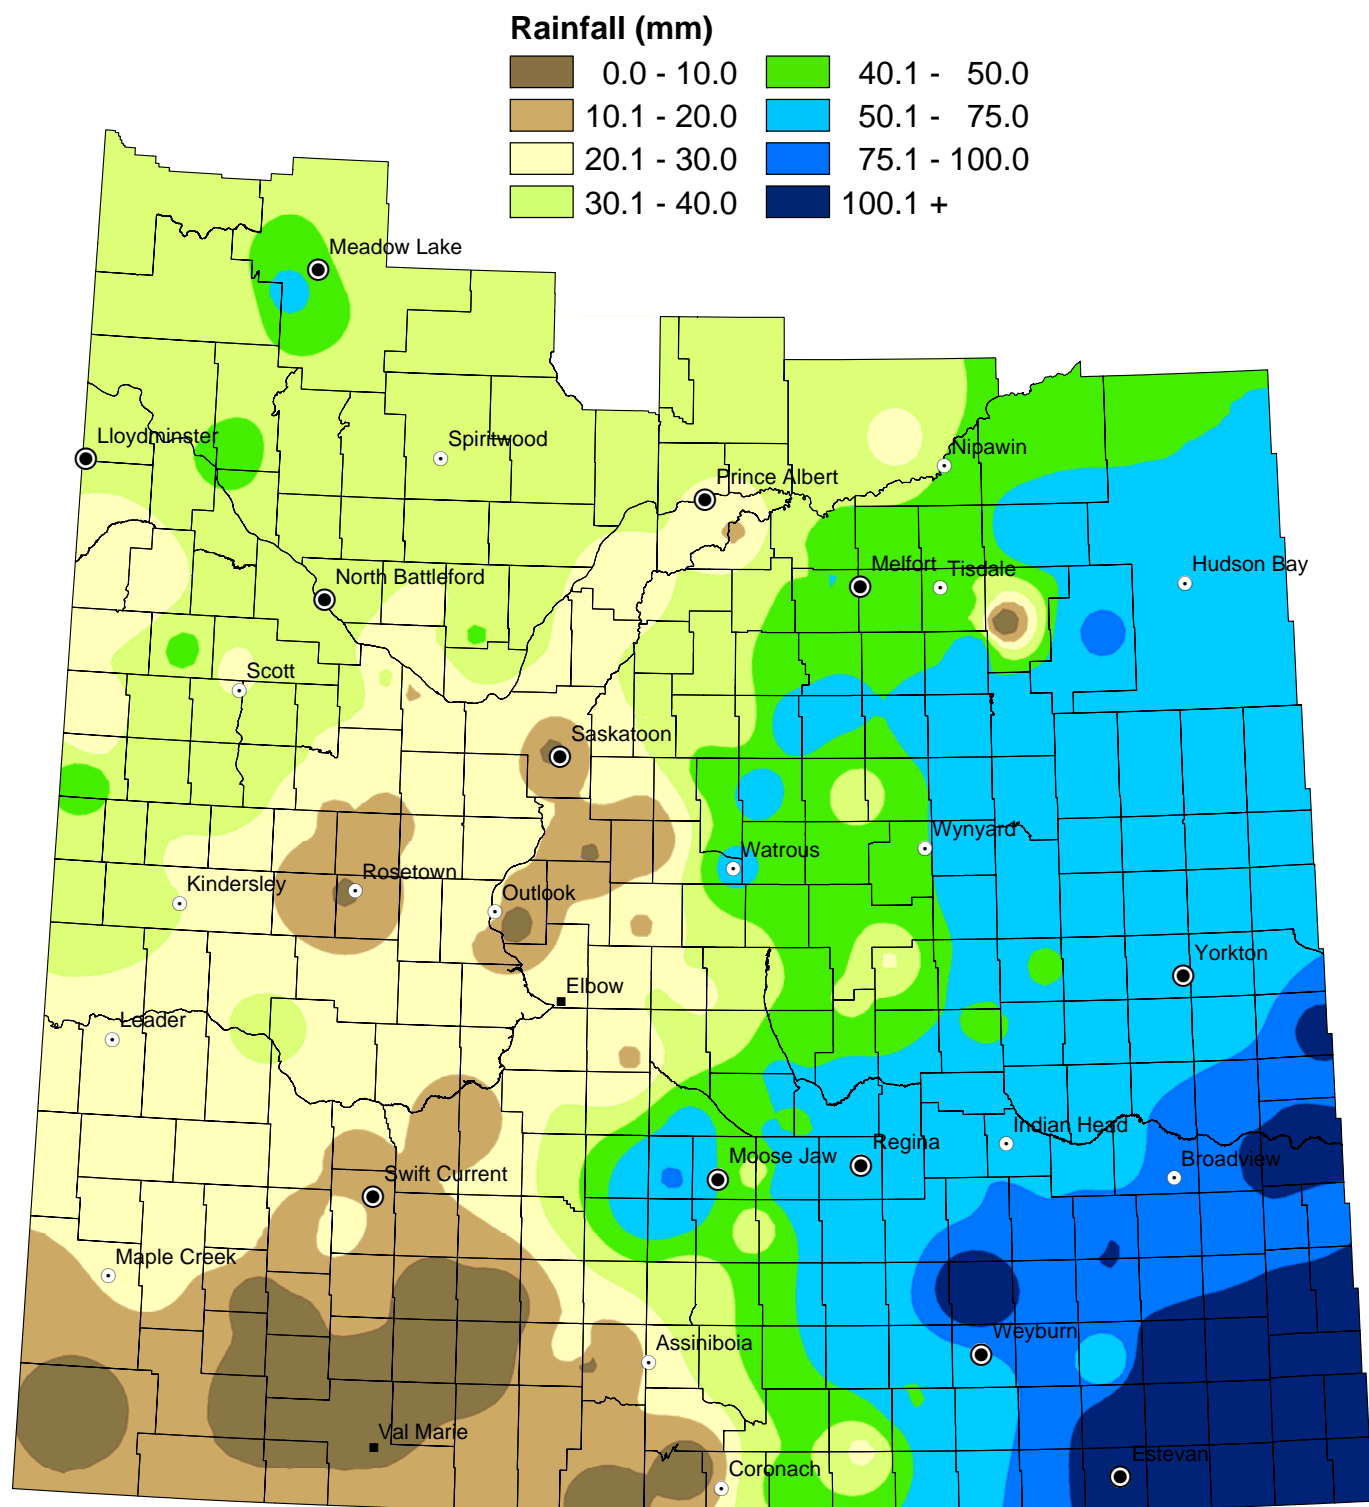 Rainfall (mm)
0.0 - 10.0
40.1 - 50.0
10.1 - 20.0
50.1 - 75.0
20.1 - 30.0
75.1 - 100.0
30.1 - 40.0
100.1 +
Meadow Lake
Lloydminster
Spiritwood
Nipawin
Prince Albert
North Battleford
Melfort
Tisdale
Hudson Bay
Scott
Saskatoon
Wynyard
Watrous
Kindersley
Rosetown
Outlook
Yorkton
Elbow
Leader
Indian Head
Regina
Moose Jaw
Broadview
Swift Current
Maple Creek
Weyburn
Assiniboia
Val Marie
Coronach
Estevan